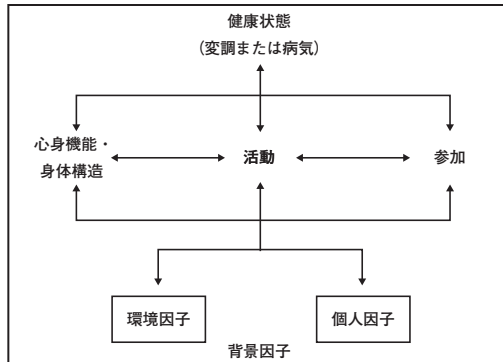 健康状態
(変調または病気)
心身機能・
身体構造
活動
参加
環境因子
個人因子
背景因子